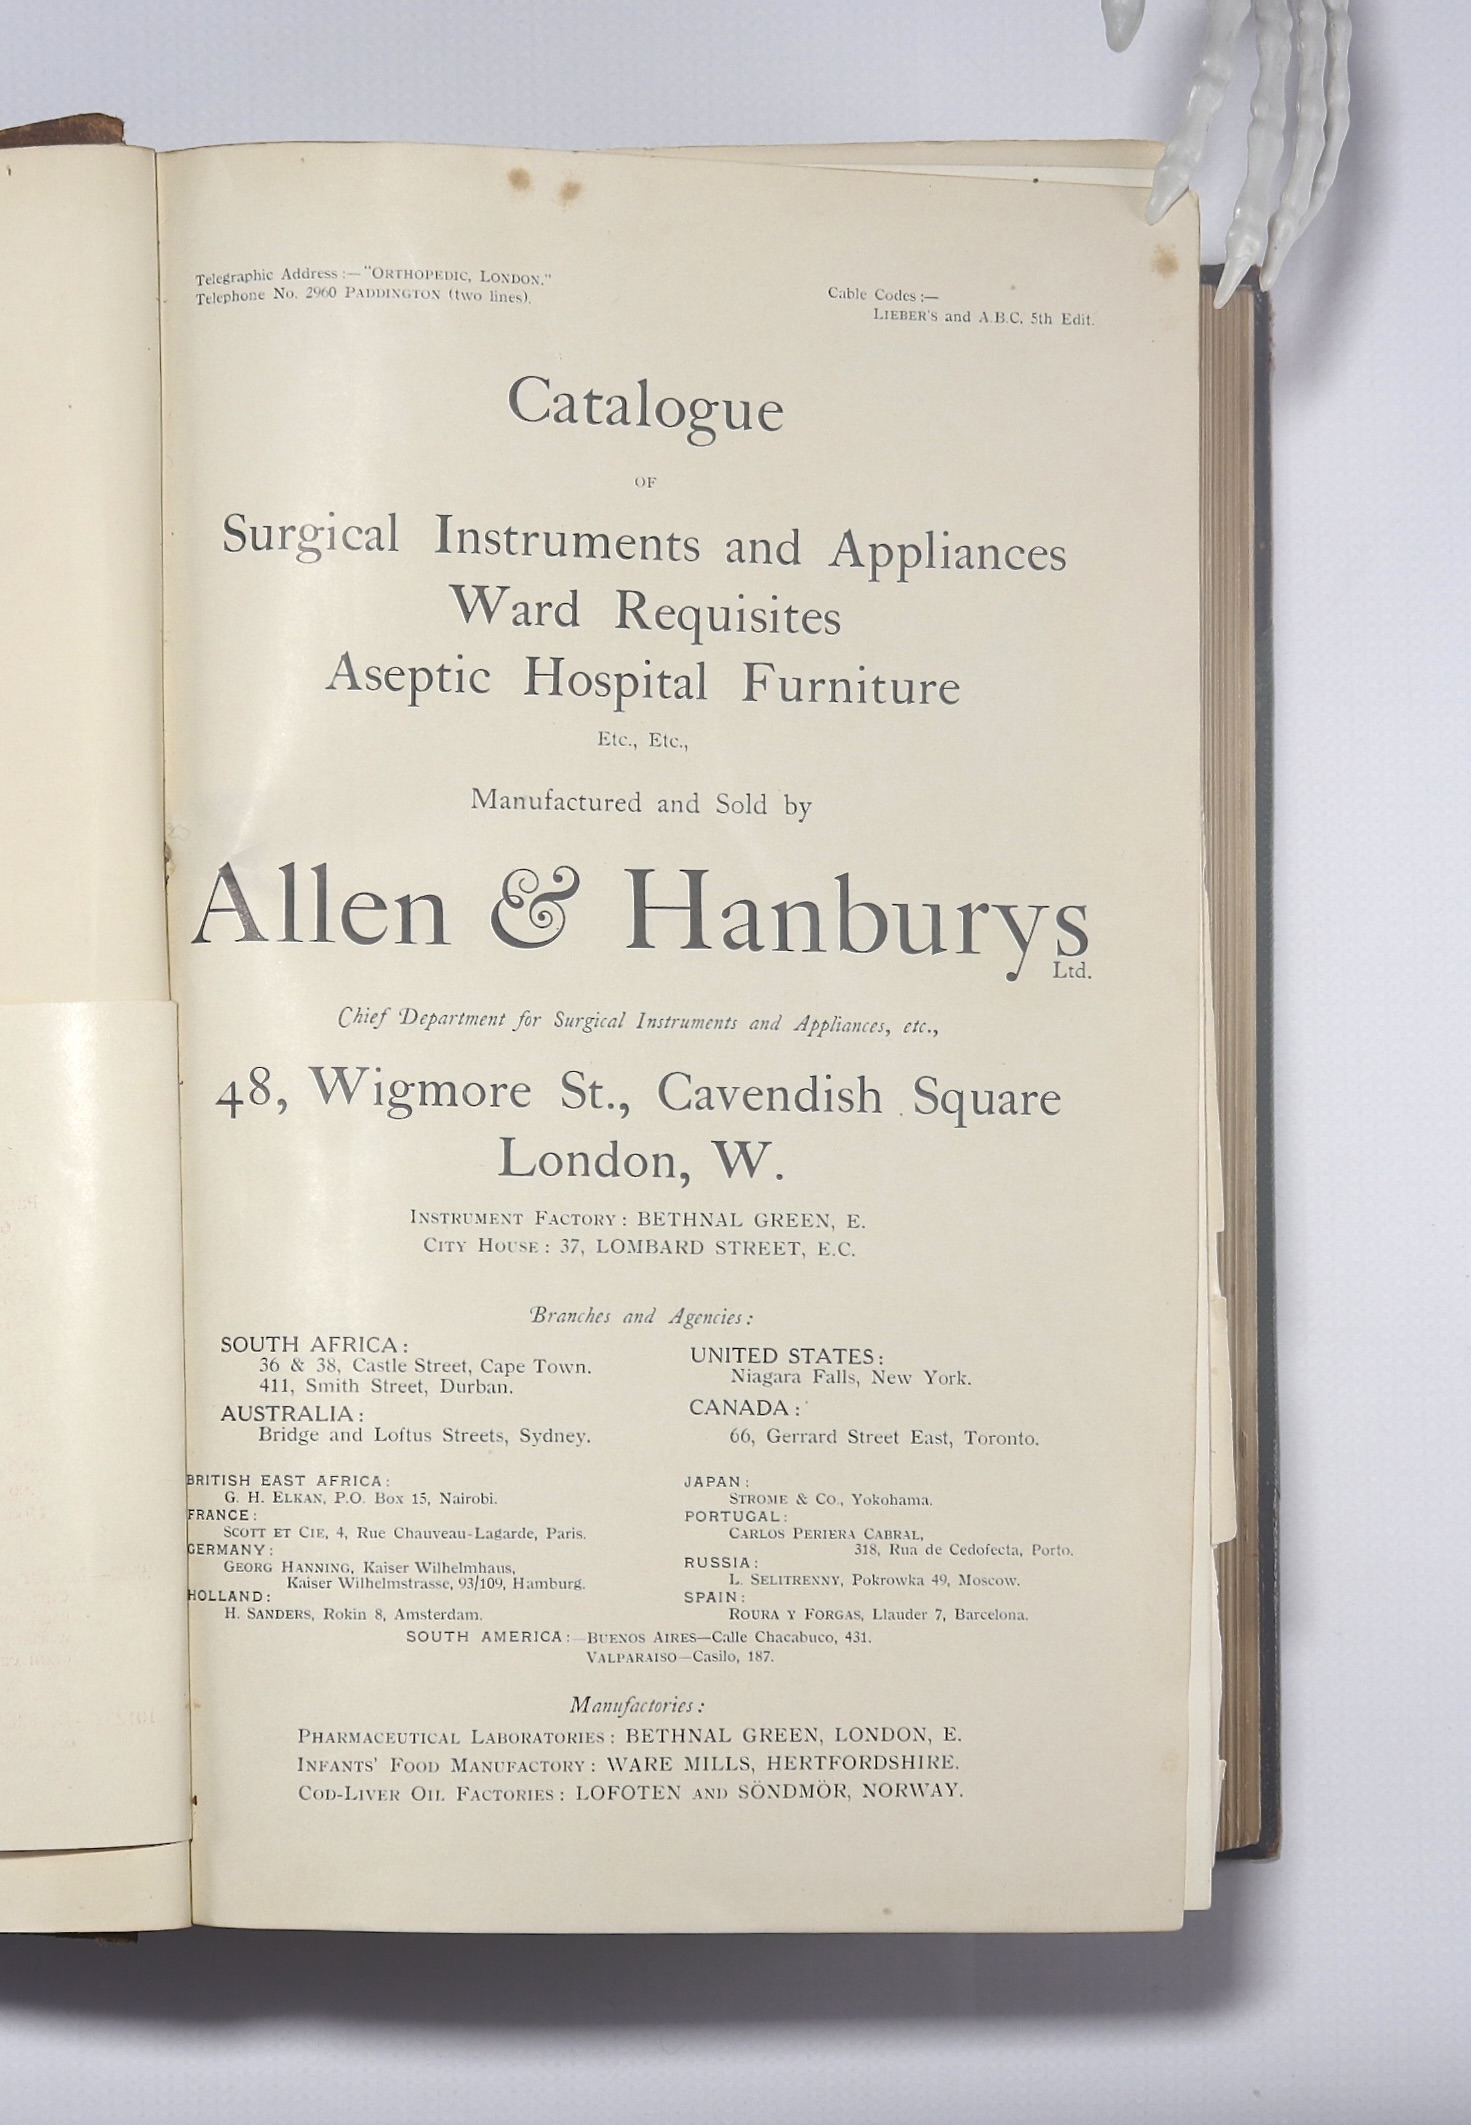 Telegraphic Address:—"ORTHOPEDIC, LONDON."
Telephone No. 2960 PADDINGTON (two lines).
Cable Codes:—
LIEBER'S and A.B.C. 5th Edit.
Catalogue
OF
Surgical Instruments and Appliances
Ward Requisites
Aseptic Hospital Furniture
Etc., Etc.,
Manufactured and Sold by
Allen & Hanburys
Ltd.
Chief Department for Surgical Instruments and Appliances, etc.,
48, Wigmore St., Cavendish Square
London, W.
INSTRUMENT FACTORY: BETHNAL GREEN, E.
CITY HOUSE: 37, LOMBARD STREET, E.C.
Branches and Agencies:
SOUTH AFRICA:
36 & 38, Castle Street, Cape Town.
411, Smith Street, Durban.
AUSTRALIA:
Bridge and Loftus Streets, Sydney.
UNITED STATES:
Niagara Falls, New York.
CANADA:
66, Gerrard Street East, Toronto.
BRITISH EAST AFRICA:
G. H. ELKAN, P.O. Box 15, Nairobi.
FRANCE:
SCOTT ET CIE, 4, Rue Chauveau-Lagarde, Paris.
GERMANY:
GEORG HANNING, Kaiser Wilhelmhaus,
Kaiser Wilhelmstrasse, 93/109, Hamburg.
HOLLAND:
H. SANDERS, Rokin 8, Amsterdam.
JAPAN:
STROME & CO., Yokohama.
PORTUGAL:
CARLOS PERIERA CABRAL,
318, Rua de Cedofecta, Porto.
RUSSIA:
L. SELITRENNY, Pokrowka 49, Moscow.
SPAIN:
ROURA Y FORGAS, Llauder 7, Barcelona.
SOUTH AMERICA:—BUENOS AIRES—Calle Chacabuco, 431.
VALPARAISO—Casilo, 187.
Manufactories:
PHARMACEUTICAL LABORATORIES: BETHNAL GREEN, LONDON, E.
INFANTS' FOOD MANUFACTORY: WARE MILLS, HERTFORDSHIRE.
COD-LIVER OIL FACTORIES: LOFOTEN AND SÖNDMÖR, NORWAY.